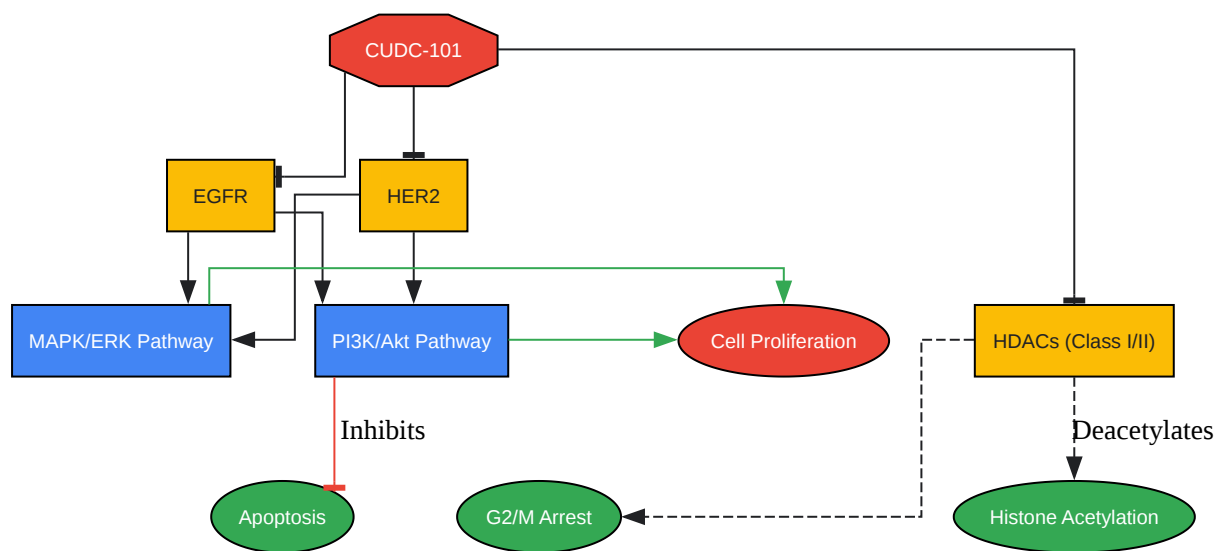 CUDC-101
EGFR
HER2
MAPK/ERK Pathway
PI3K/Akt Pathway
Cell Proliferation
HDACs (Class I/II)
Inhibits
Deacetylates
Apoptosis
G2/M Arrest
Histone Acetylation